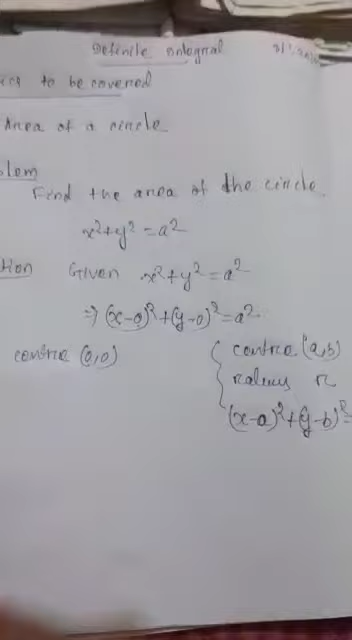 Definite Integral
to be covered
Area of a circle
Find the area of the circle
x²+y²=a²
Given x²+y²=a²
⇒ (x-0)²+(y-0)²=a²
centre (0,0)
centre (a,b)
radius r
(x-a)²+(y-b)²=